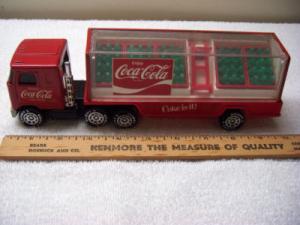 ENJOY
Coca-Cola
Coca-Cola
Coke is it!
SEARS
ROEBUCK AND CO.
KENMORE THE MEASURE OF QUALITY